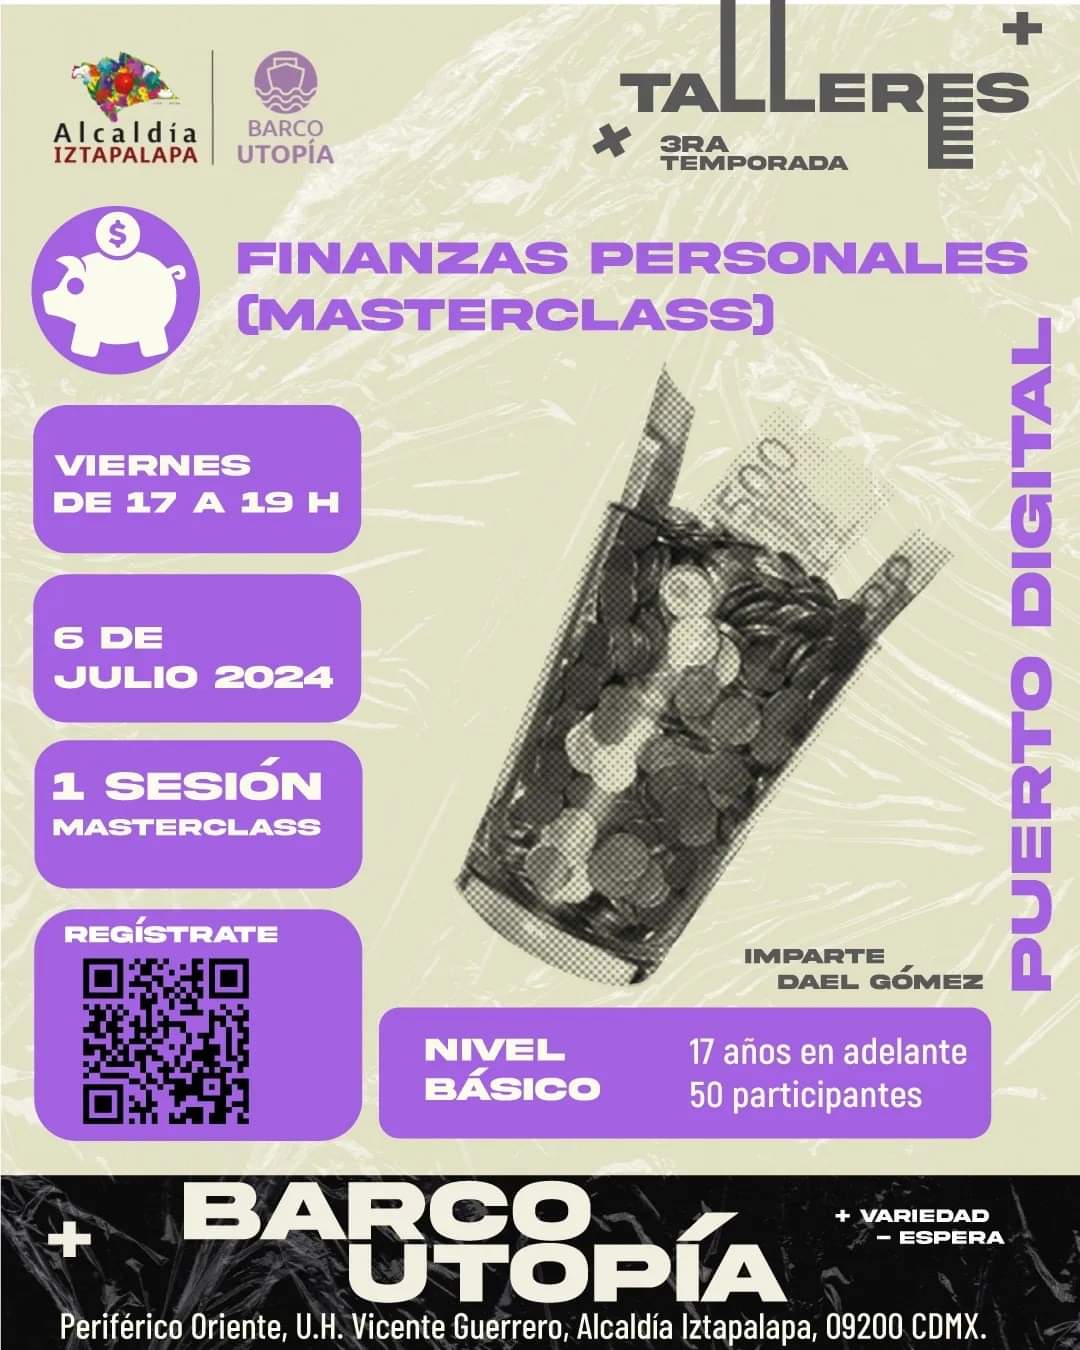 Alcaldía
IZTAPALAPA
BARCO
UTOPÍA
TALLERES
3RA
TEMPORADA
$
FINANZAS PERSONALES
(MASTERCLASS)
VIERNES
DE 17 A 19 H
6 DE
JULIO 2024
1 SESIÓN
MASTERCLASS
REGÍSTRATE
500
PUERTO DIGITAL
IMPARTE
DAEL GÓMEZ
NIVEL
BÁSICO
17 años en adelante
50 participantes
BARCO
UTOPÍA
+ VARIEDAD
- ESPERA
Periférico Oriente, U.H. Vicente Guerrero, Alcaldía Iztapalapa, 09200 CDMX.